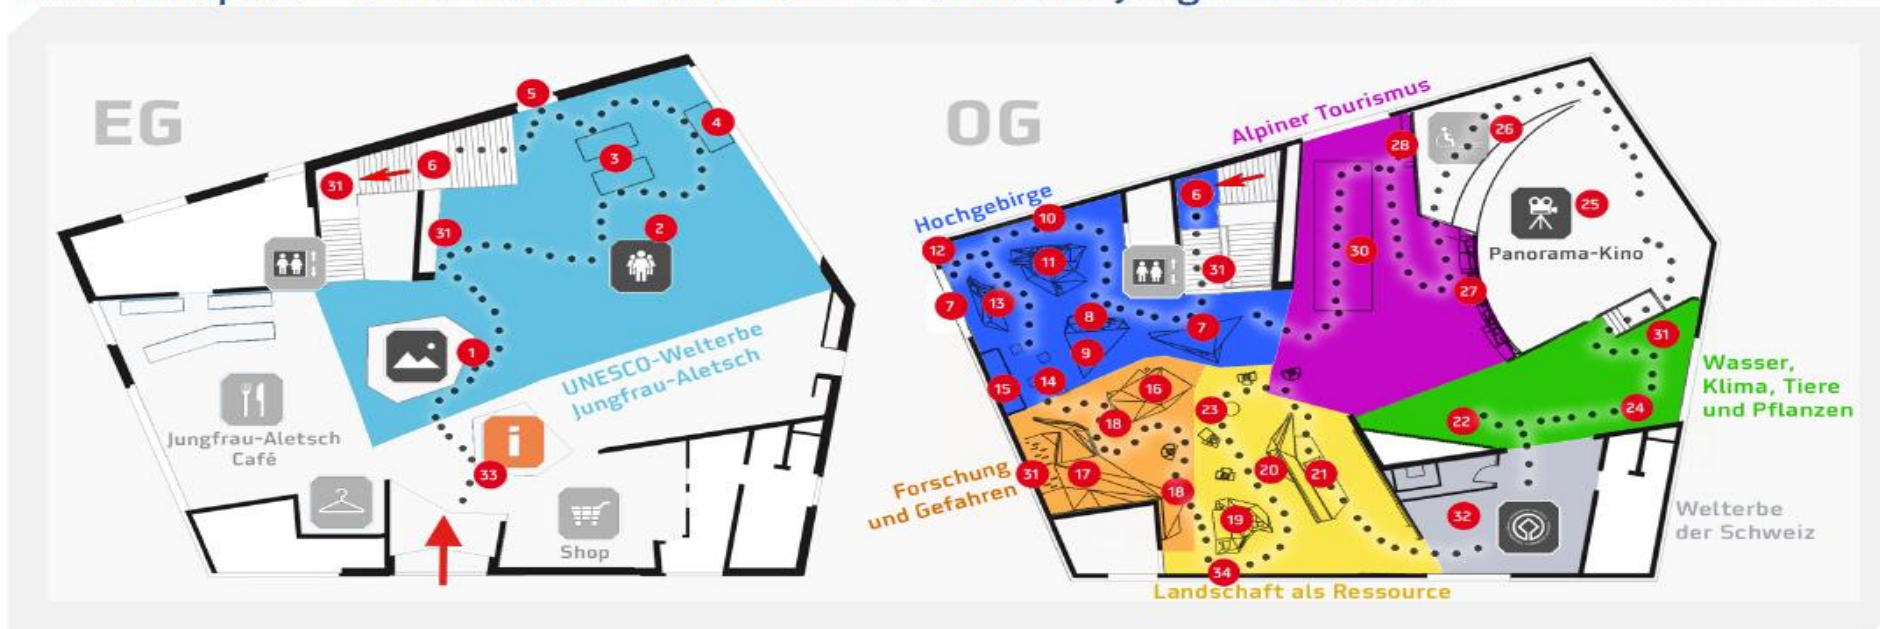 EG
5
4
3
6
31
31
2
1
UNESCO-Welterbe
Jungfrau-Aletsch
Jungfrau-Aletsch
Café
i
33
Shop
OG
Alpiner Tourismus
28
26
25
Panorama-Kino
Hochgebirge
6
10
12
11
31
30
27
7
13
8
7
9
15
14
16
18
23
Forschung
und Gefahren
31
17
18
20
21
19
34
Landschaft als Ressource
31
Wasser,
Klima, Tiere
und Pflanzen
22
24
32
Welterbe
der Schweiz